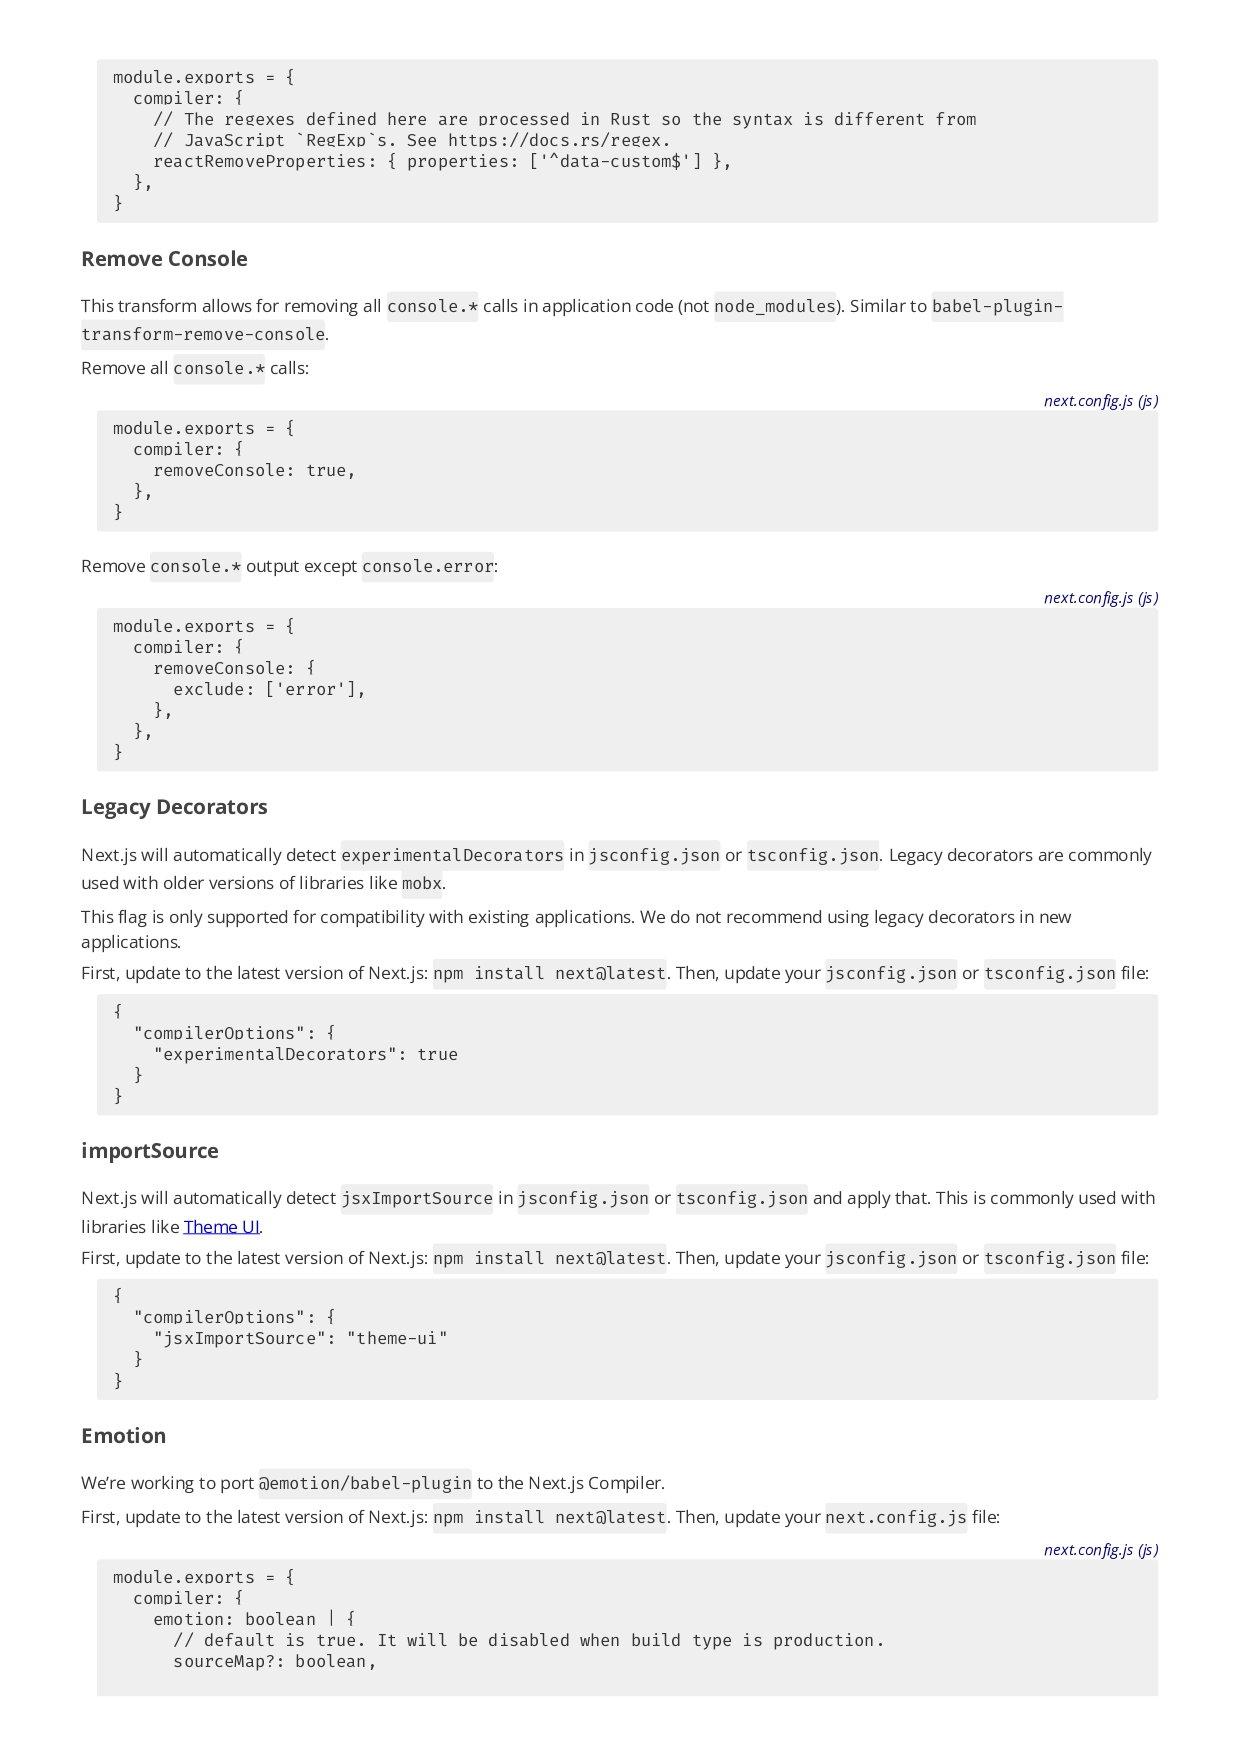 module.exports = {
  compiler: {
    // The regexes defined here are processed in Rust so the syntax is different from
    // JavaScript `RegExp`s. See https://docs.rs/regex.
    reactRemoveProperties: { properties: ['^data-custom$'] },
  },
}
Remove Console
This transform allows for removing all console.* calls in application code (not node_modules). Similar to babel-plugin-
transform-remove-console.
Remove all console.* calls:
next.config.js (js)
module.exports = {
  compiler: {
    removeConsole: true,
  },
}
Remove console.* output except console.error:
next.config.js (js)
module.exports = {
  compiler: {
    removeConsole: {
      exclude: ['error'],
    },
  },
}
Legacy Decorators
Next.js will automatically detect experimentalDecorators in jsconfig.json or tsconfig.json. Legacy decorators are commonly
used with older versions of libraries like mobx.
This flag is only supported for compatibility with existing applications. We do not recommend using legacy decorators in new
applications.
First, update to the latest version of Next.js: npm install next@latest. Then, update your jsconfig.json or tsconfig.json file:
{
  "compilerOptions": {
    "experimentalDecorators": true
  }
}
importSource
Next.js will automatically detect jsxImportSource in jsconfig.json or tsconfig.json and apply that. This is commonly used with
libraries like Theme UI.
First, update to the latest version of Next.js: npm install next@latest. Then, update your jsconfig.json or tsconfig.json file:
{
  "compilerOptions": {
    "jsxImportSource": "theme-ui"
  }
}
Emotion
We’re working to port @emotion/babel-plugin to the Next.js Compiler.
First, update to the latest version of Next.js: npm install next@latest. Then, update your next.config.js file:
next.config.js (js)
module.exports = {
  compiler: {
    emotion: boolean | {
      // default is true. It will be disabled when build type is production.
      sourceMap?: boolean,